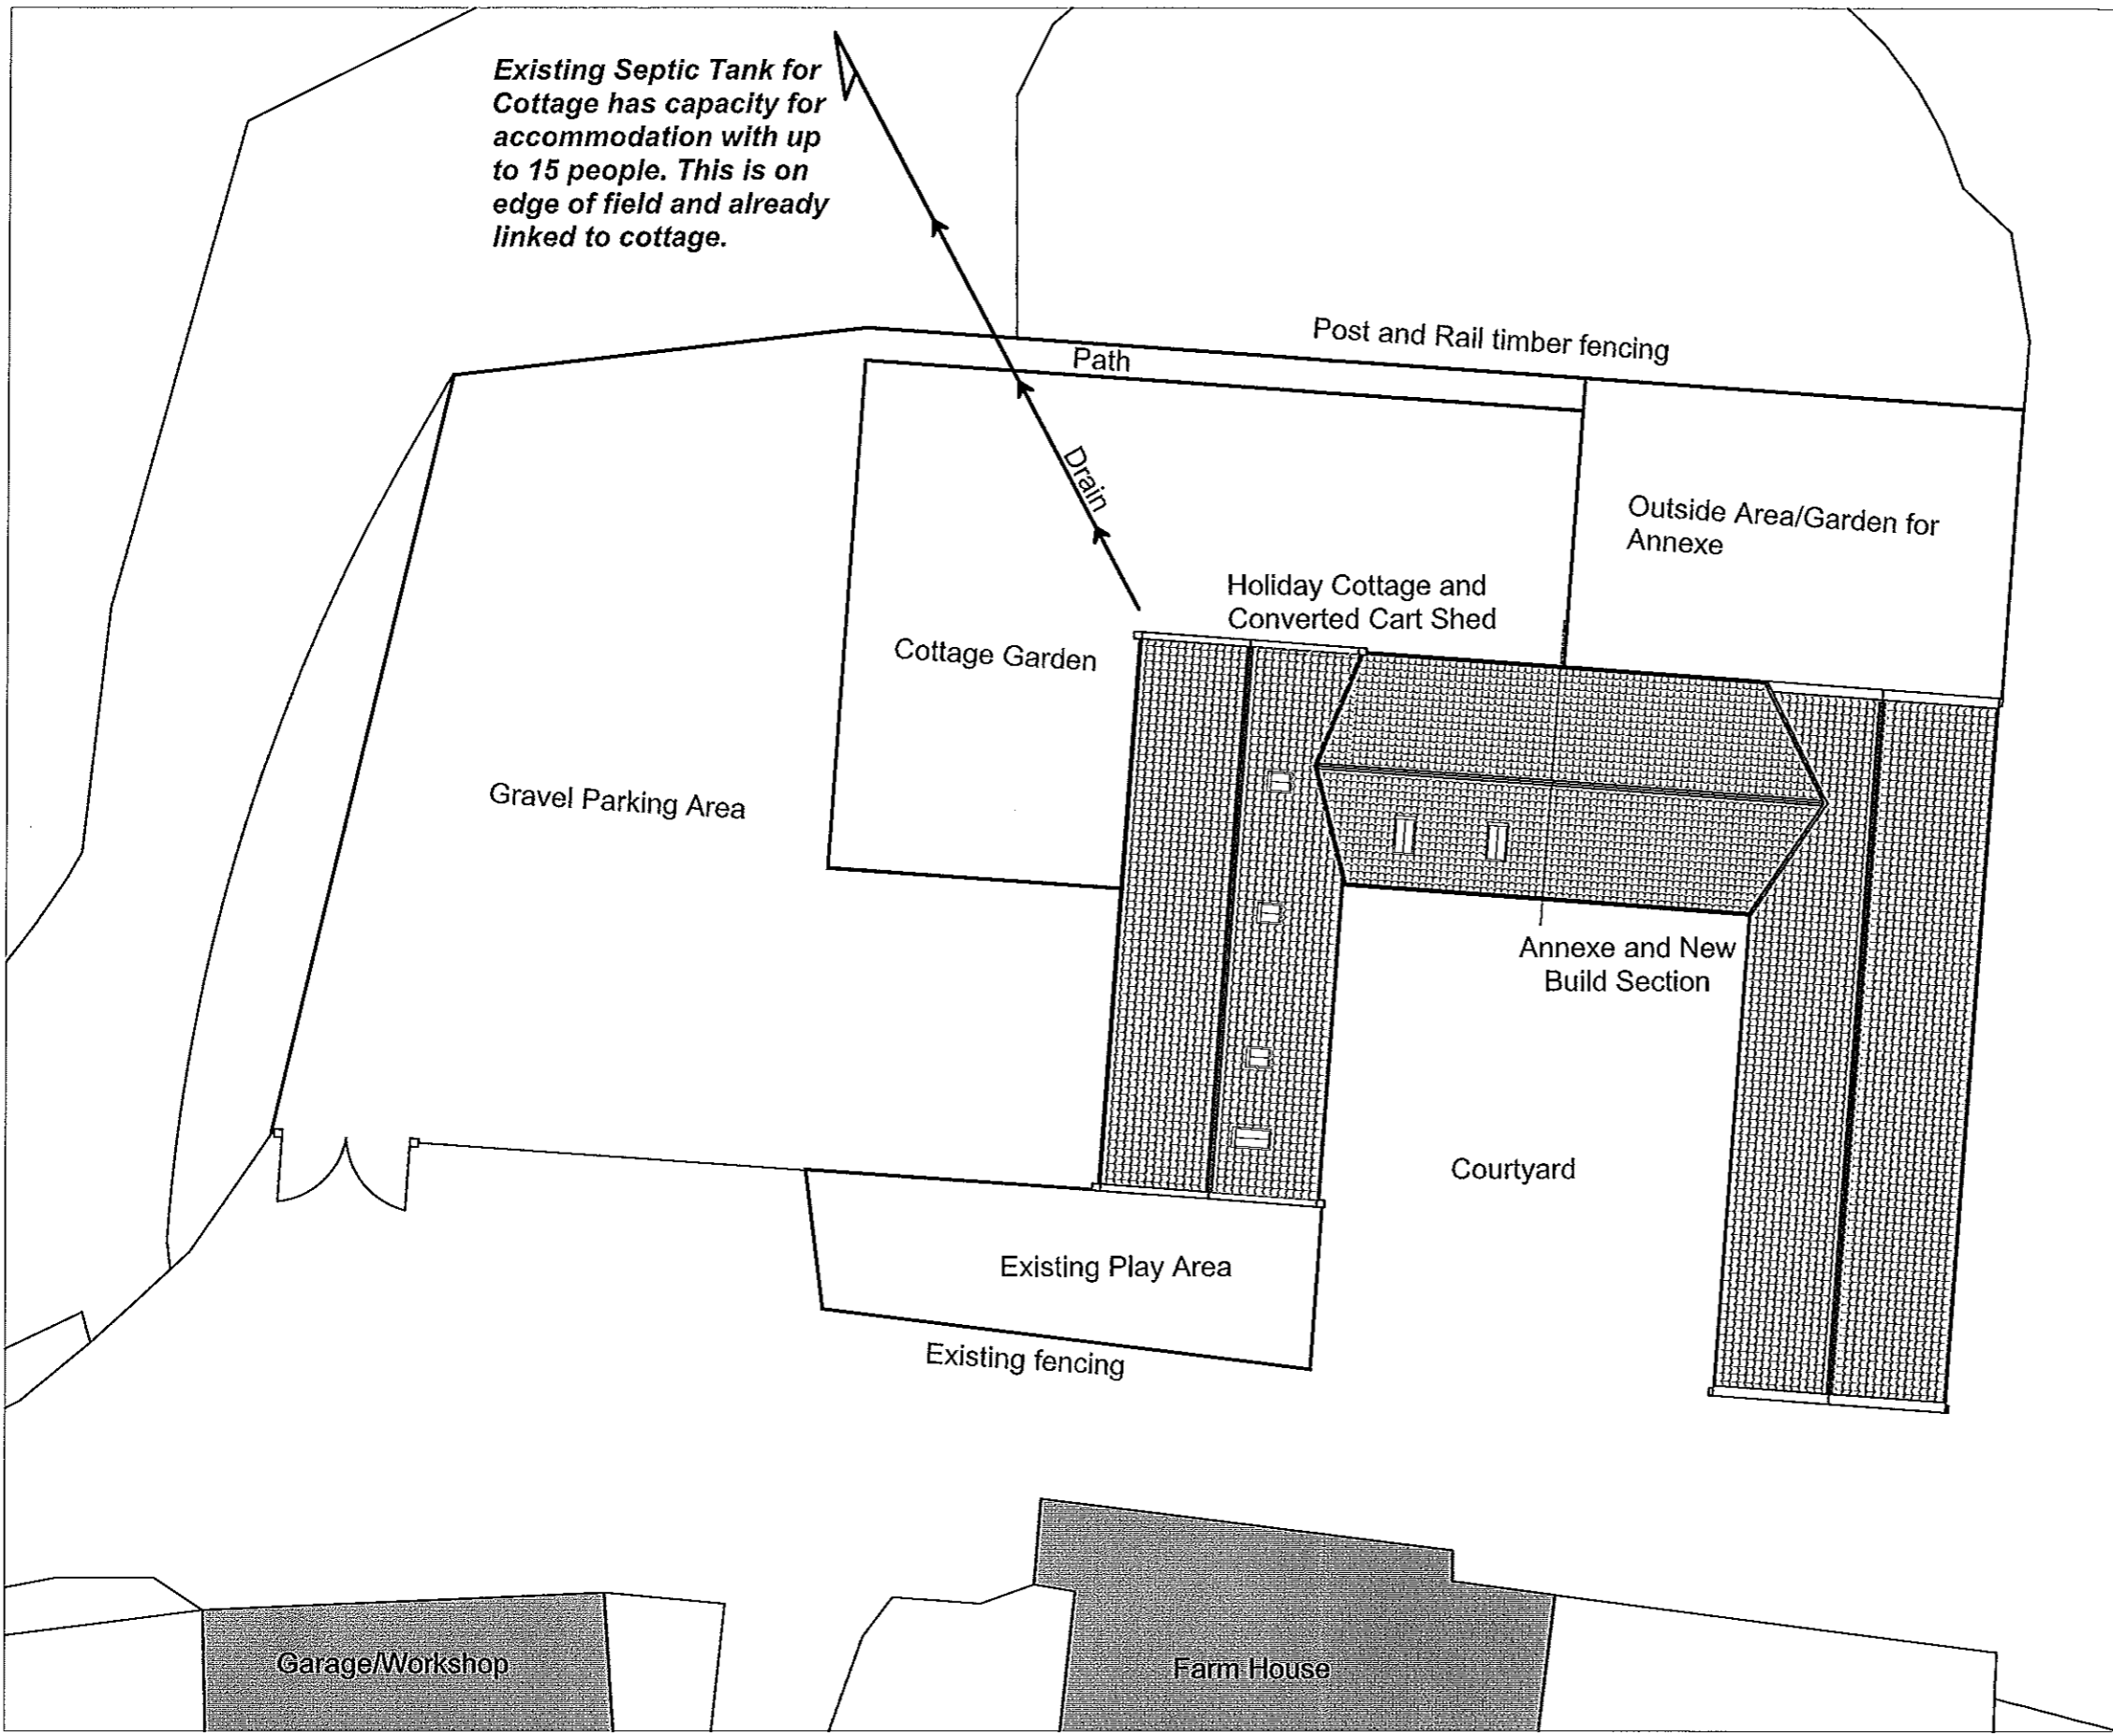 Existing Septic Tank for
Cottage has capacity for
accommodation with up
to 15 people. This is on
edge of field and already
linked to cottage.
Post and Rail timber fencing
Path
Drain
Outside Area/Garden for
Annexe
Holiday Cottage and
Converted Cart Shed
Cottage Garden
Gravel Parking Area
Annexe and New
Build Section
Courtyard
Existing Play Area
Existing fencing
Garage/Workshop
Farm House